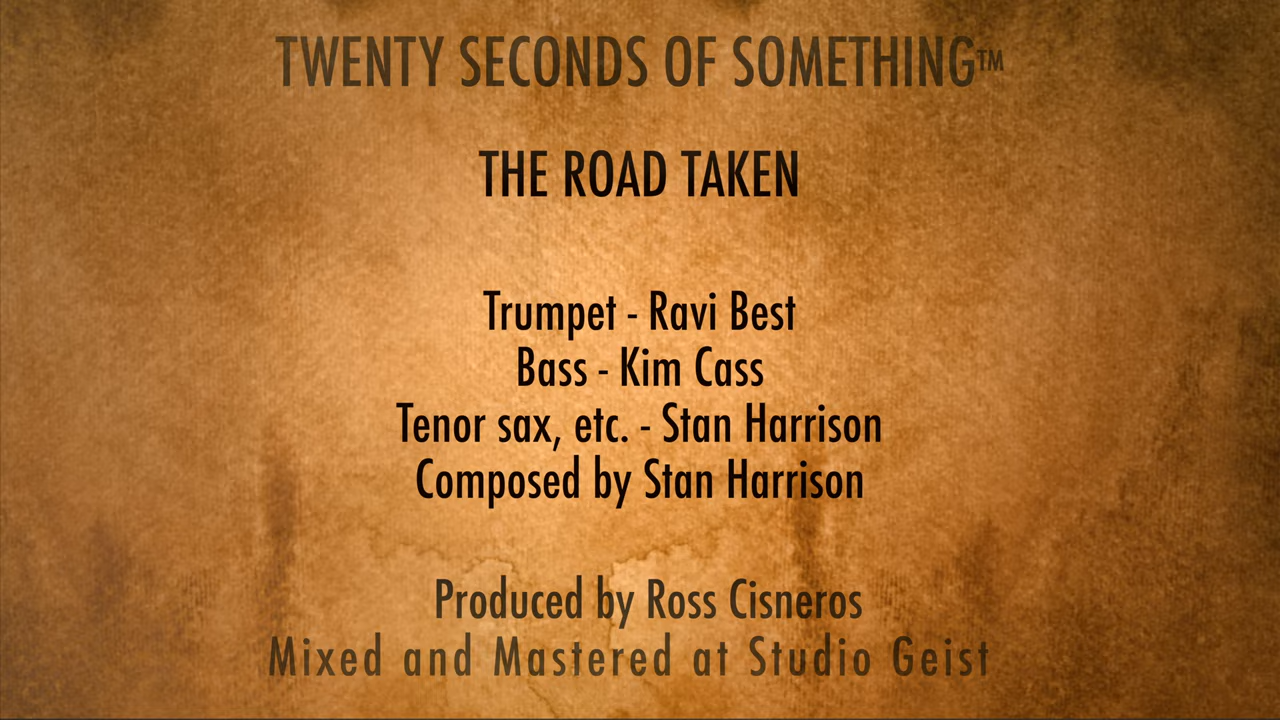 TWENTY SECONDS OF SOMETHING™
THE ROAD TAKEN
Trumpet - Ravi Best
Bass - Kim Cass
Tenor sax, etc. - Stan Harrison
Composed by Stan Harrison
Produced by Ross Cisneros
Mixed and Mastered at Studio Geist